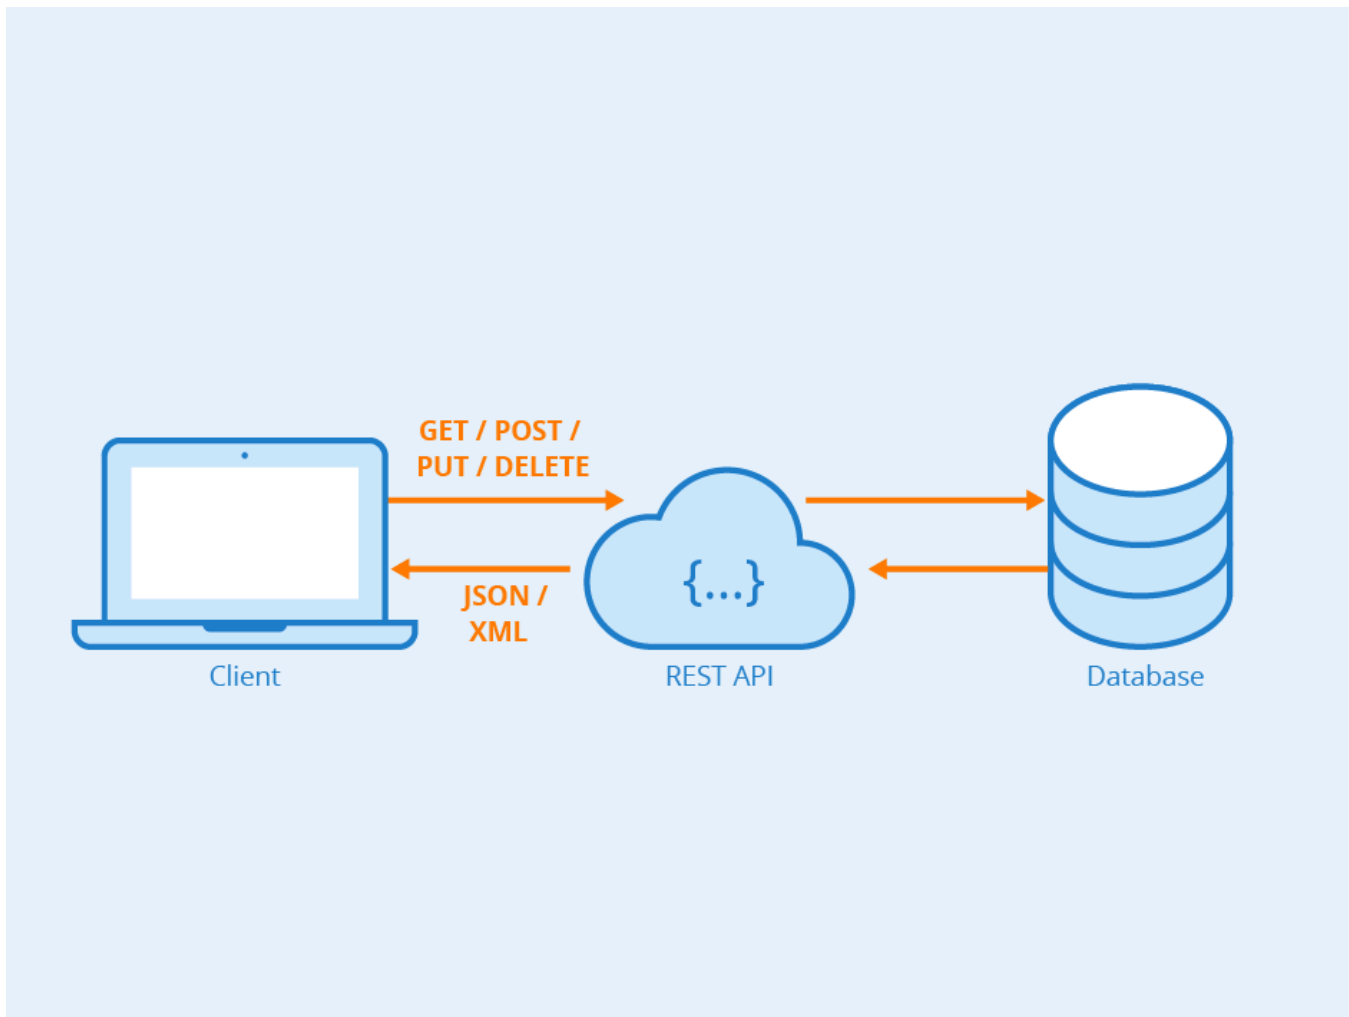 GET / POST /
PUT / DELETE
{...}
JSON /
XML
Client
REST API
Database